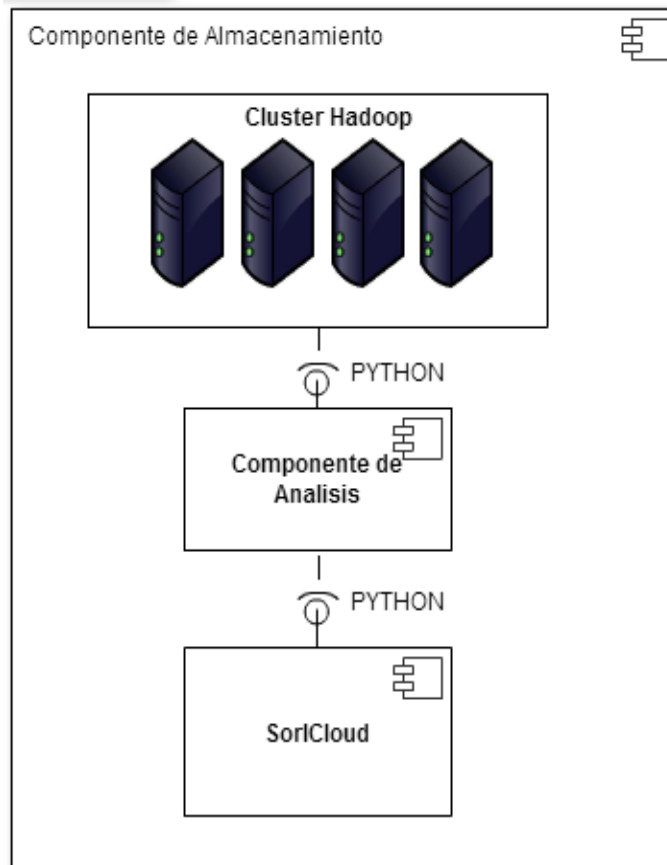 Componente de Almacenamiento
Cluster Hadoop
PYTHON
Componente de
Analisis
PYTHON
SorlCloud